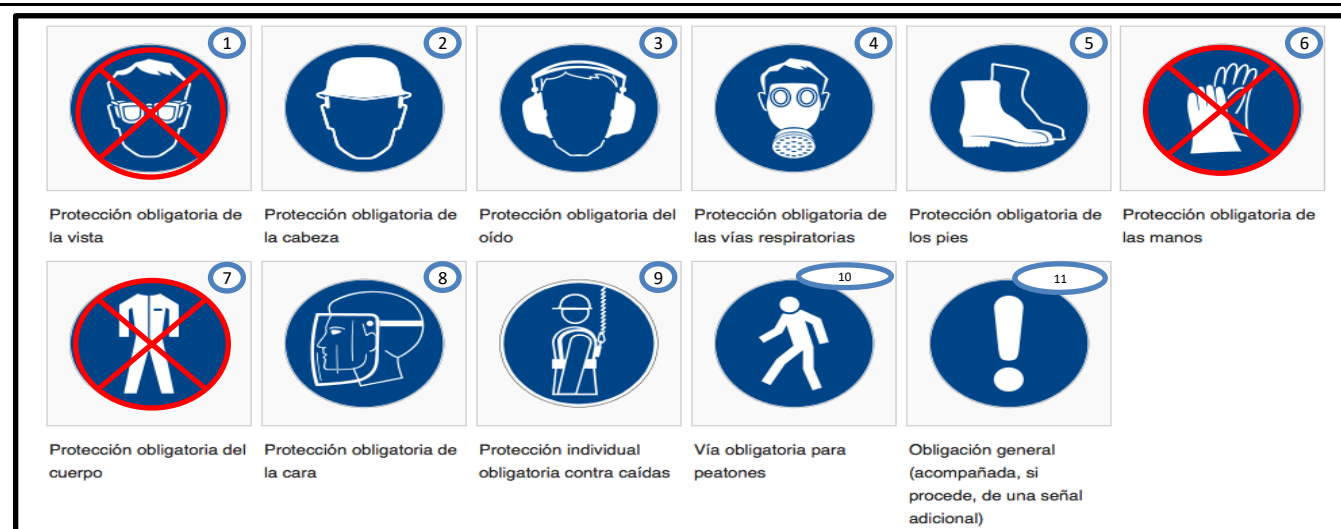 1
2
3
4
5
6
Protección obligatoria de
la vista
Protección obligatoria de
la cabeza
Protección obligatoria del
oído
Protección obligatoria de
las vías respiratorias
Protección obligatoria de
los pies
Protección obligatoria de
las manos
7
8
9
10
11
Protección obligatoria del
cuerpo
Protección obligatoria de
la cara
Protección individual
obligatoria contra caídas
Vía obligatoria para
peatones
Obligación general
(acompañada, si
procede, de una señal
adicional)